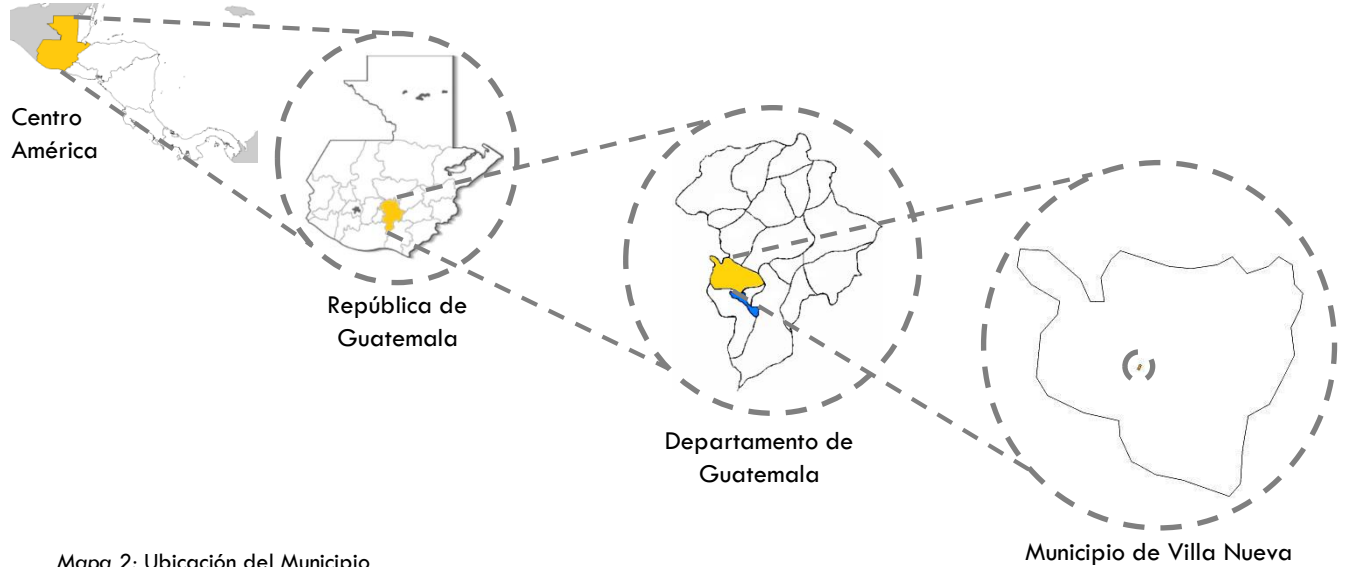 Centro
América
República de
Guatemala
Departamento de
Guatemala
Municipio de Villa Nueva
Mapa 2: Ubicación del Municipio